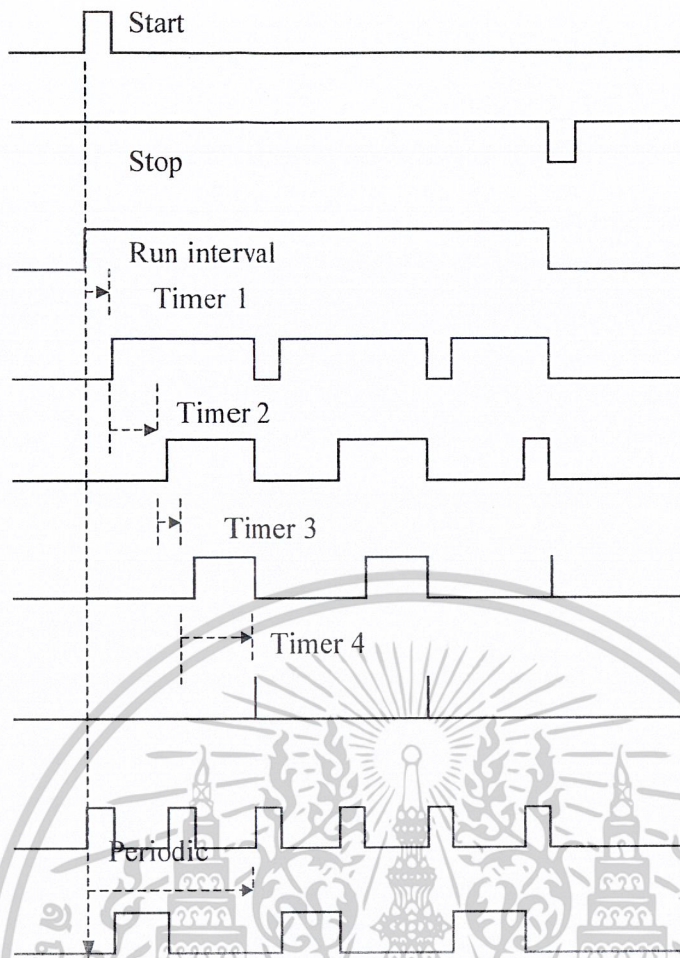 Start
Stop
Run interval
Timer 1
Timer 2
Timer 3
Timer 4
Periodic